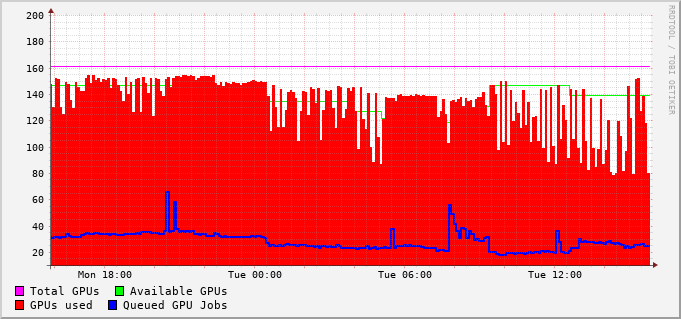 200
180
160
140
120
100
80
60
40
20
Mon 18:00 Tue 00:00 Tue 06:00 Tue 12:00
Total GPUs Available GPUs
GPUs used Queued GPU Jobs
RRDTOOL / TOBI OETIKER